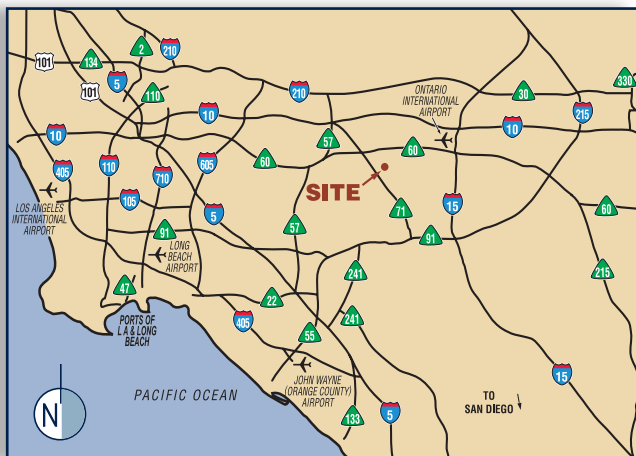 2
210
101
134
5
330
101
110
210
30
ONTARIO
INTERNATIONAL
AIRPORT
215
10
10
10
57
60
405
110
710
605
60
SITE
LOS ANGELES
INTERNATIONAL
AIRPORT
105
5
71
15
60
91
57
91
LONG
BEACH
AIRPORT
241
215
47
22
PORTS OF
LA & LONG
BEACH
405
241
55
JOHN WAYNE
(ORANGE COUNTY)
AIRPORT
15
PACIFIC OCEAN
TO
SAN DIEGO
N
133
5